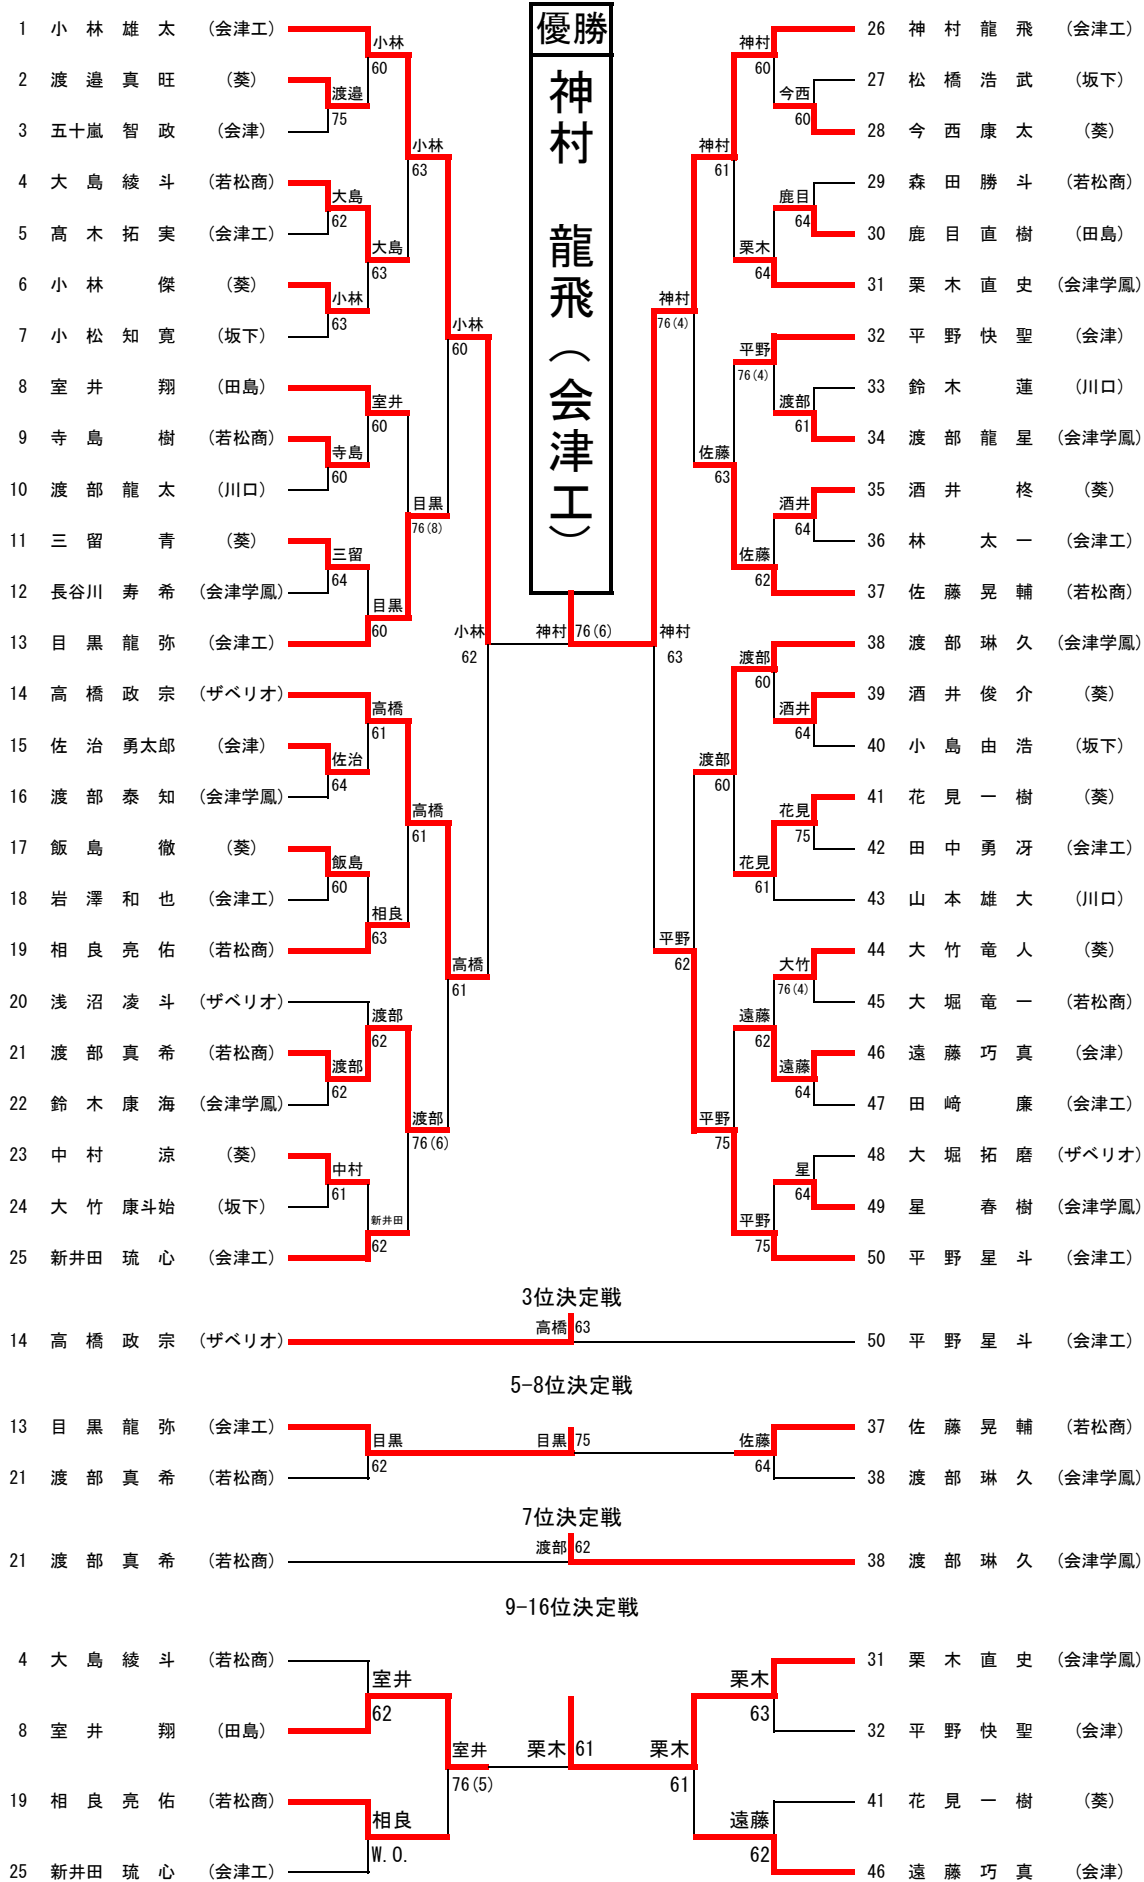 優勝
神村 龍飛（会津工）
1 小林雄太 (会津工)
2 渡邉真旺 (葵)
3 五十嵐智政 (会津)
4 大島綾斗 (若松商)
5 髙木拓実 (会津工)
6 小林 傑 (葵)
7 小松知寛 (坂下)
8 室井 翔 (田島)
9 寺島 樹 (若松商)
10 渡部龍太 (川口)
11 三留 青 (葵)
12 長谷川寿希 (会津学鳳)
13 目黒龍弥 (会津工)
14 高橋政宗 (ザベリオ)
15 佐治勇太郎 (会津)
16 渡部泰知 (会津学鳳)
17 飯島 徹 (葵)
18 岩澤和也 (会津工)
19 相良亮佑 (若松商)
20 浅沼凌斗 (ザベリオ)
21 渡部真希 (若松商)
22 鈴木康海 (会津学鳳)
23 中村 涼 (葵)
24 大竹康斗始 (坂下)
25 新井田琉心 (会津工)
渡邉
75
大島
62
小林
63
寺島
60
三留
64
佐治
64
飯島
60
渡部
62
中村
61
小林
60
大島
63
室井
60
目黒
60
高橋
61
相良
63
渡部
62
新井田
62
小林
63
目黒
76(8)
高橋
61
渡部
76(6)
小林
60
高橋
61
小林
62
神村 76(6)
神村
63
神村
76(4)
平野
62
神村
61
佐藤
63
渡部
60
平野
75
神村
60
栗木
64
平野
76(4)
佐藤
62
渡部
60
花見
61
遠藤
62
平野
75
今西
60
鹿目
64
渡部
61
酒井
64
酒井
64
花見
75
大竹
76(4)
遠藤
64
星
64
26 神村龍飛 (会津工)
27 松橋浩武 (坂下)
28 今西康太 (葵)
29 森田勝斗 (若松商)
30 鹿目直樹 (田島)
31 栗木直史 (会津学鳳)
32 平野快聖 (会津)
33 鈴木 蓮 (川口)
34 渡部龍星 (会津学鳳)
35 酒井 柊 (葵)
36 林 太一 (会津工)
37 佐藤晃輔 (若松商)
38 渡部琳久 (会津学鳳)
39 酒井俊介 (葵)
40 小島由浩 (坂下)
41 花見一樹 (葵)
42 田中勇冴 (会津工)
43 山本雄大 (川口)
44 大竹竜人 (葵)
45 大堀竜一 (若松商)
46 遠藤巧真 (会津)
47 田﨑 廉 (会津工)
48 大堀拓磨 (ザベリオ)
49 星 春樹 (会津学鳳)
50 平野星斗 (会津工)
3位決定戦
14 高橋政宗 (ザベリオ) 高橋 63 50 平野星斗 (会津工)
5-8位決定戦
13 目黒龍弥 (会津工)
21 渡部真希 (若松商)
目黒
62
目黒 75
佐藤
64
37 佐藤晃輔 (若松商)
38 渡部琳久 (会津学鳳)
7位決定戦
21 渡部真希 (若松商) 渡部 62 38 渡部琳久 (会津学鳳)
9-16位決定戦
4 大島綾斗 (若松商)
8 室井 翔 (田島)
19 相良亮佑 (若松商)
25 新井田琉心 (会津工)
室井
62
相良
W.O.
室井
76(5)
栗木 61
栗木
61
栗木
63
遠藤
62
31 栗木直史 (会津学鳳)
32 平野快聖 (会津)
41 花見一樹 (葵)
46 遠藤巧真 (会津)